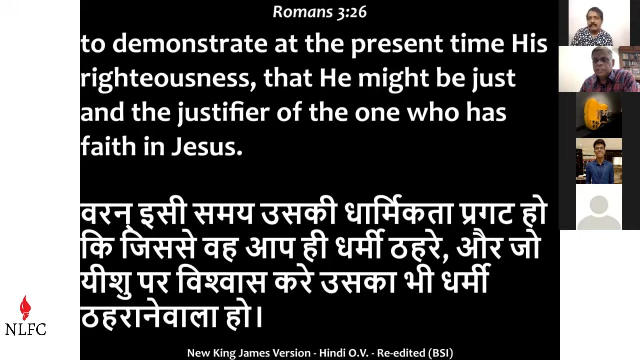 Romans 3:26
to demonstrate at the present time His
righteousness, that He might be just
and the justifier of the one who has
faith in Jesus.
वरन् इसी समय उसकी धार्मिकता प्रगट हो
कि जिससे वह आप ही धर्मी ठहरे, और जो
यीशु पर विश्वास करे उसका भी धर्मी
ठहरानेवाला हो।
NLFC
New King James Version - Hindi O.V. - Re-edited (BSI)